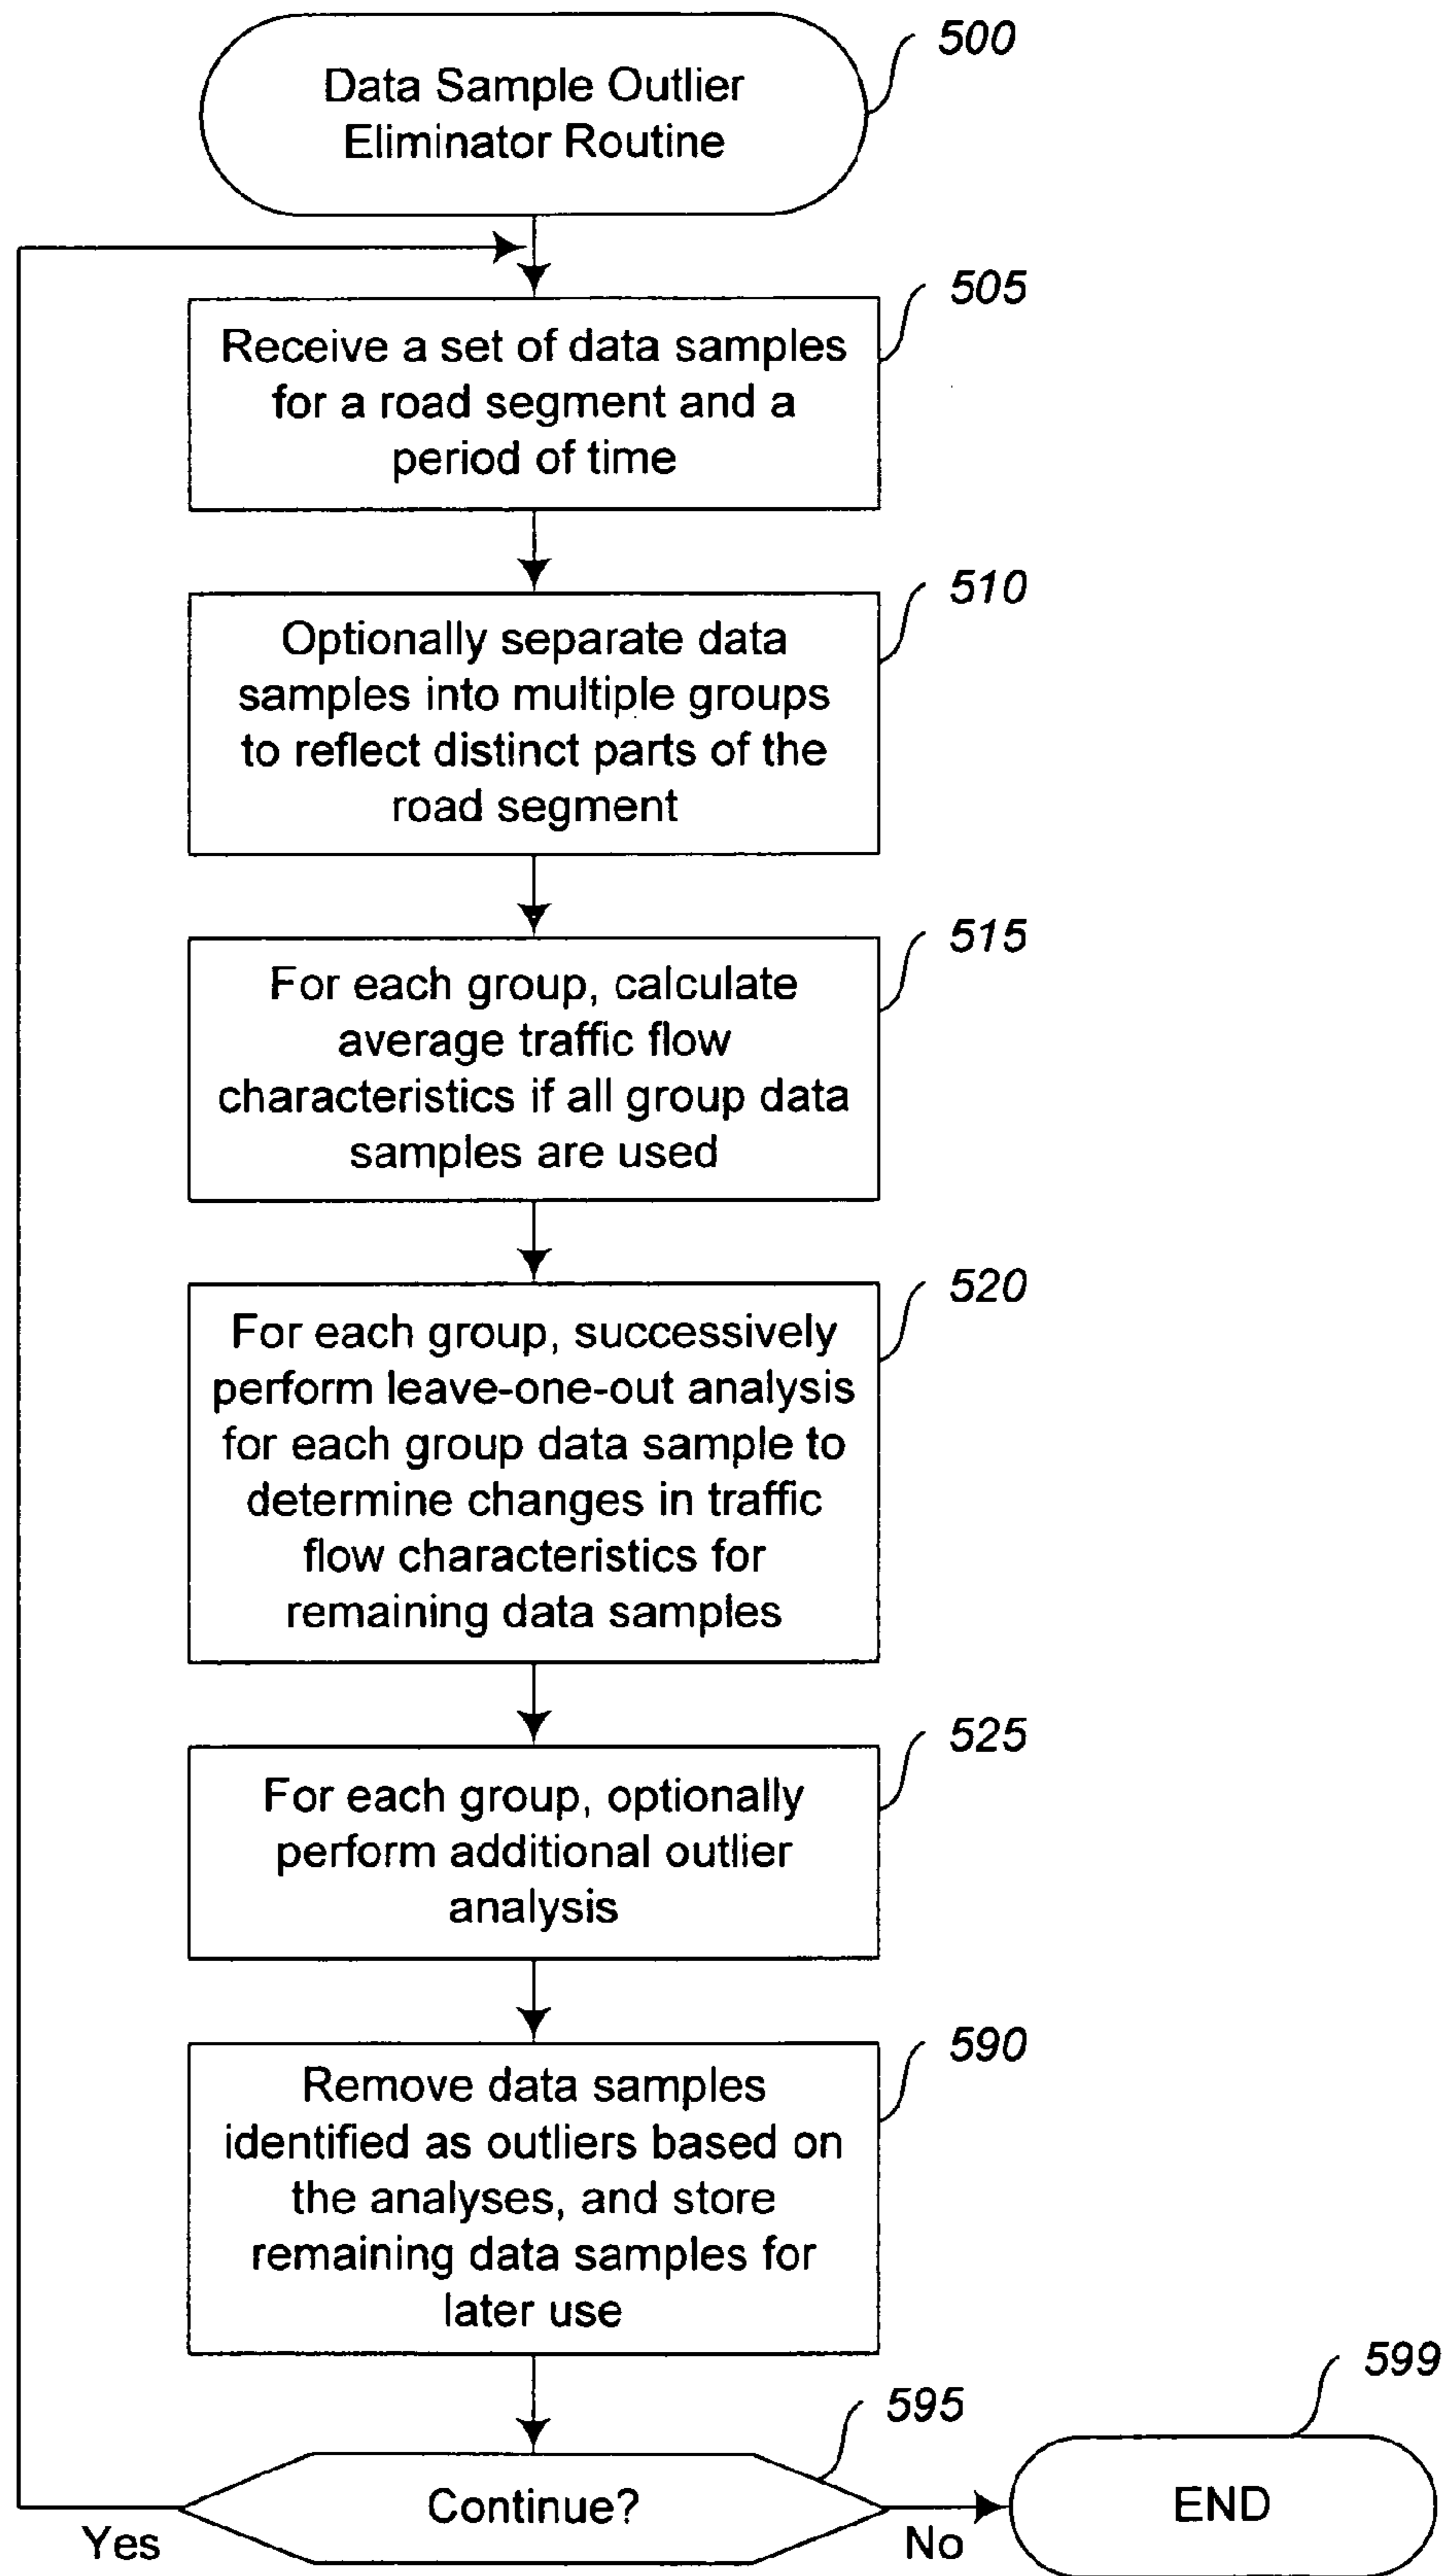 500
Data Sample Outlier
Eliminator Routine
505
Receive a set of data samples
for a road segment and a
period of time
510
Optionally separate data
samples into multiple groups
to reflect distinct parts of the
road segment
515
For each group, calculate
average traffic flow
characteristics if all group data
samples are used
520
For each group, successively
perform leave-one-out analysis
for each group data sample to
determine changes in traffic
flow characteristics for
remaining data samples
525
For each group, optionally
perform additional outlier
analysis
590
Remove data samples
identified as outliers based on
the analyses, and store
remaining data samples for
later use
595
599
Continue?
END
Yes
No